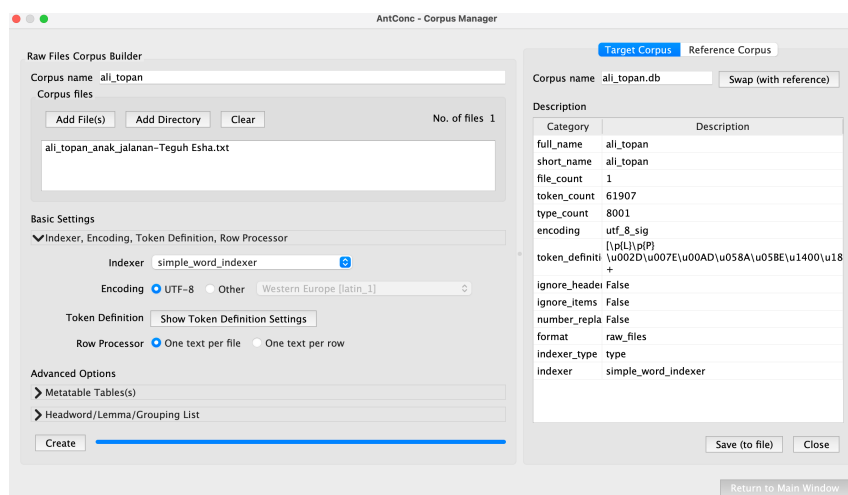 AntConc - Corpus Manager
Raw Files Corpus Builder
Corpus name ali_topan
Corpus files
Add File(s) Add Directory Clear No. of files 1
ali_topan_anak_jalanan-Teguh Esha.txt
Basic Settings
Indexer, Encoding, Token Definition, Row Processor
Indexer simple_word_indexer
Encoding UTF-8 Other Western Europe [latin_1]
Token Definition Show Token Definition Settings
Row Processor One text per file One text per row
Advanced Options
Metatable Tables(s)
Headword/Lemma/Grouping List
Create
Target Corpus Reference Corpus
Corpus name ali_topan.db Swap (with reference)
Description
Category Description
full_name ali_topan
short_name ali_topan
file_count 1
token_count 61907
type_count 8001
encoding utf_8_sig
[\p{L}\p{P}
token_definiti \u002D\u007E\u00AD\u058A\u05BE\u1400\u18
+
ignore_header False
ignore_items False
number_repla False
format raw_files
indexer_type type
indexer simple_word_indexer
Save (to file) Close
Return to Main Window